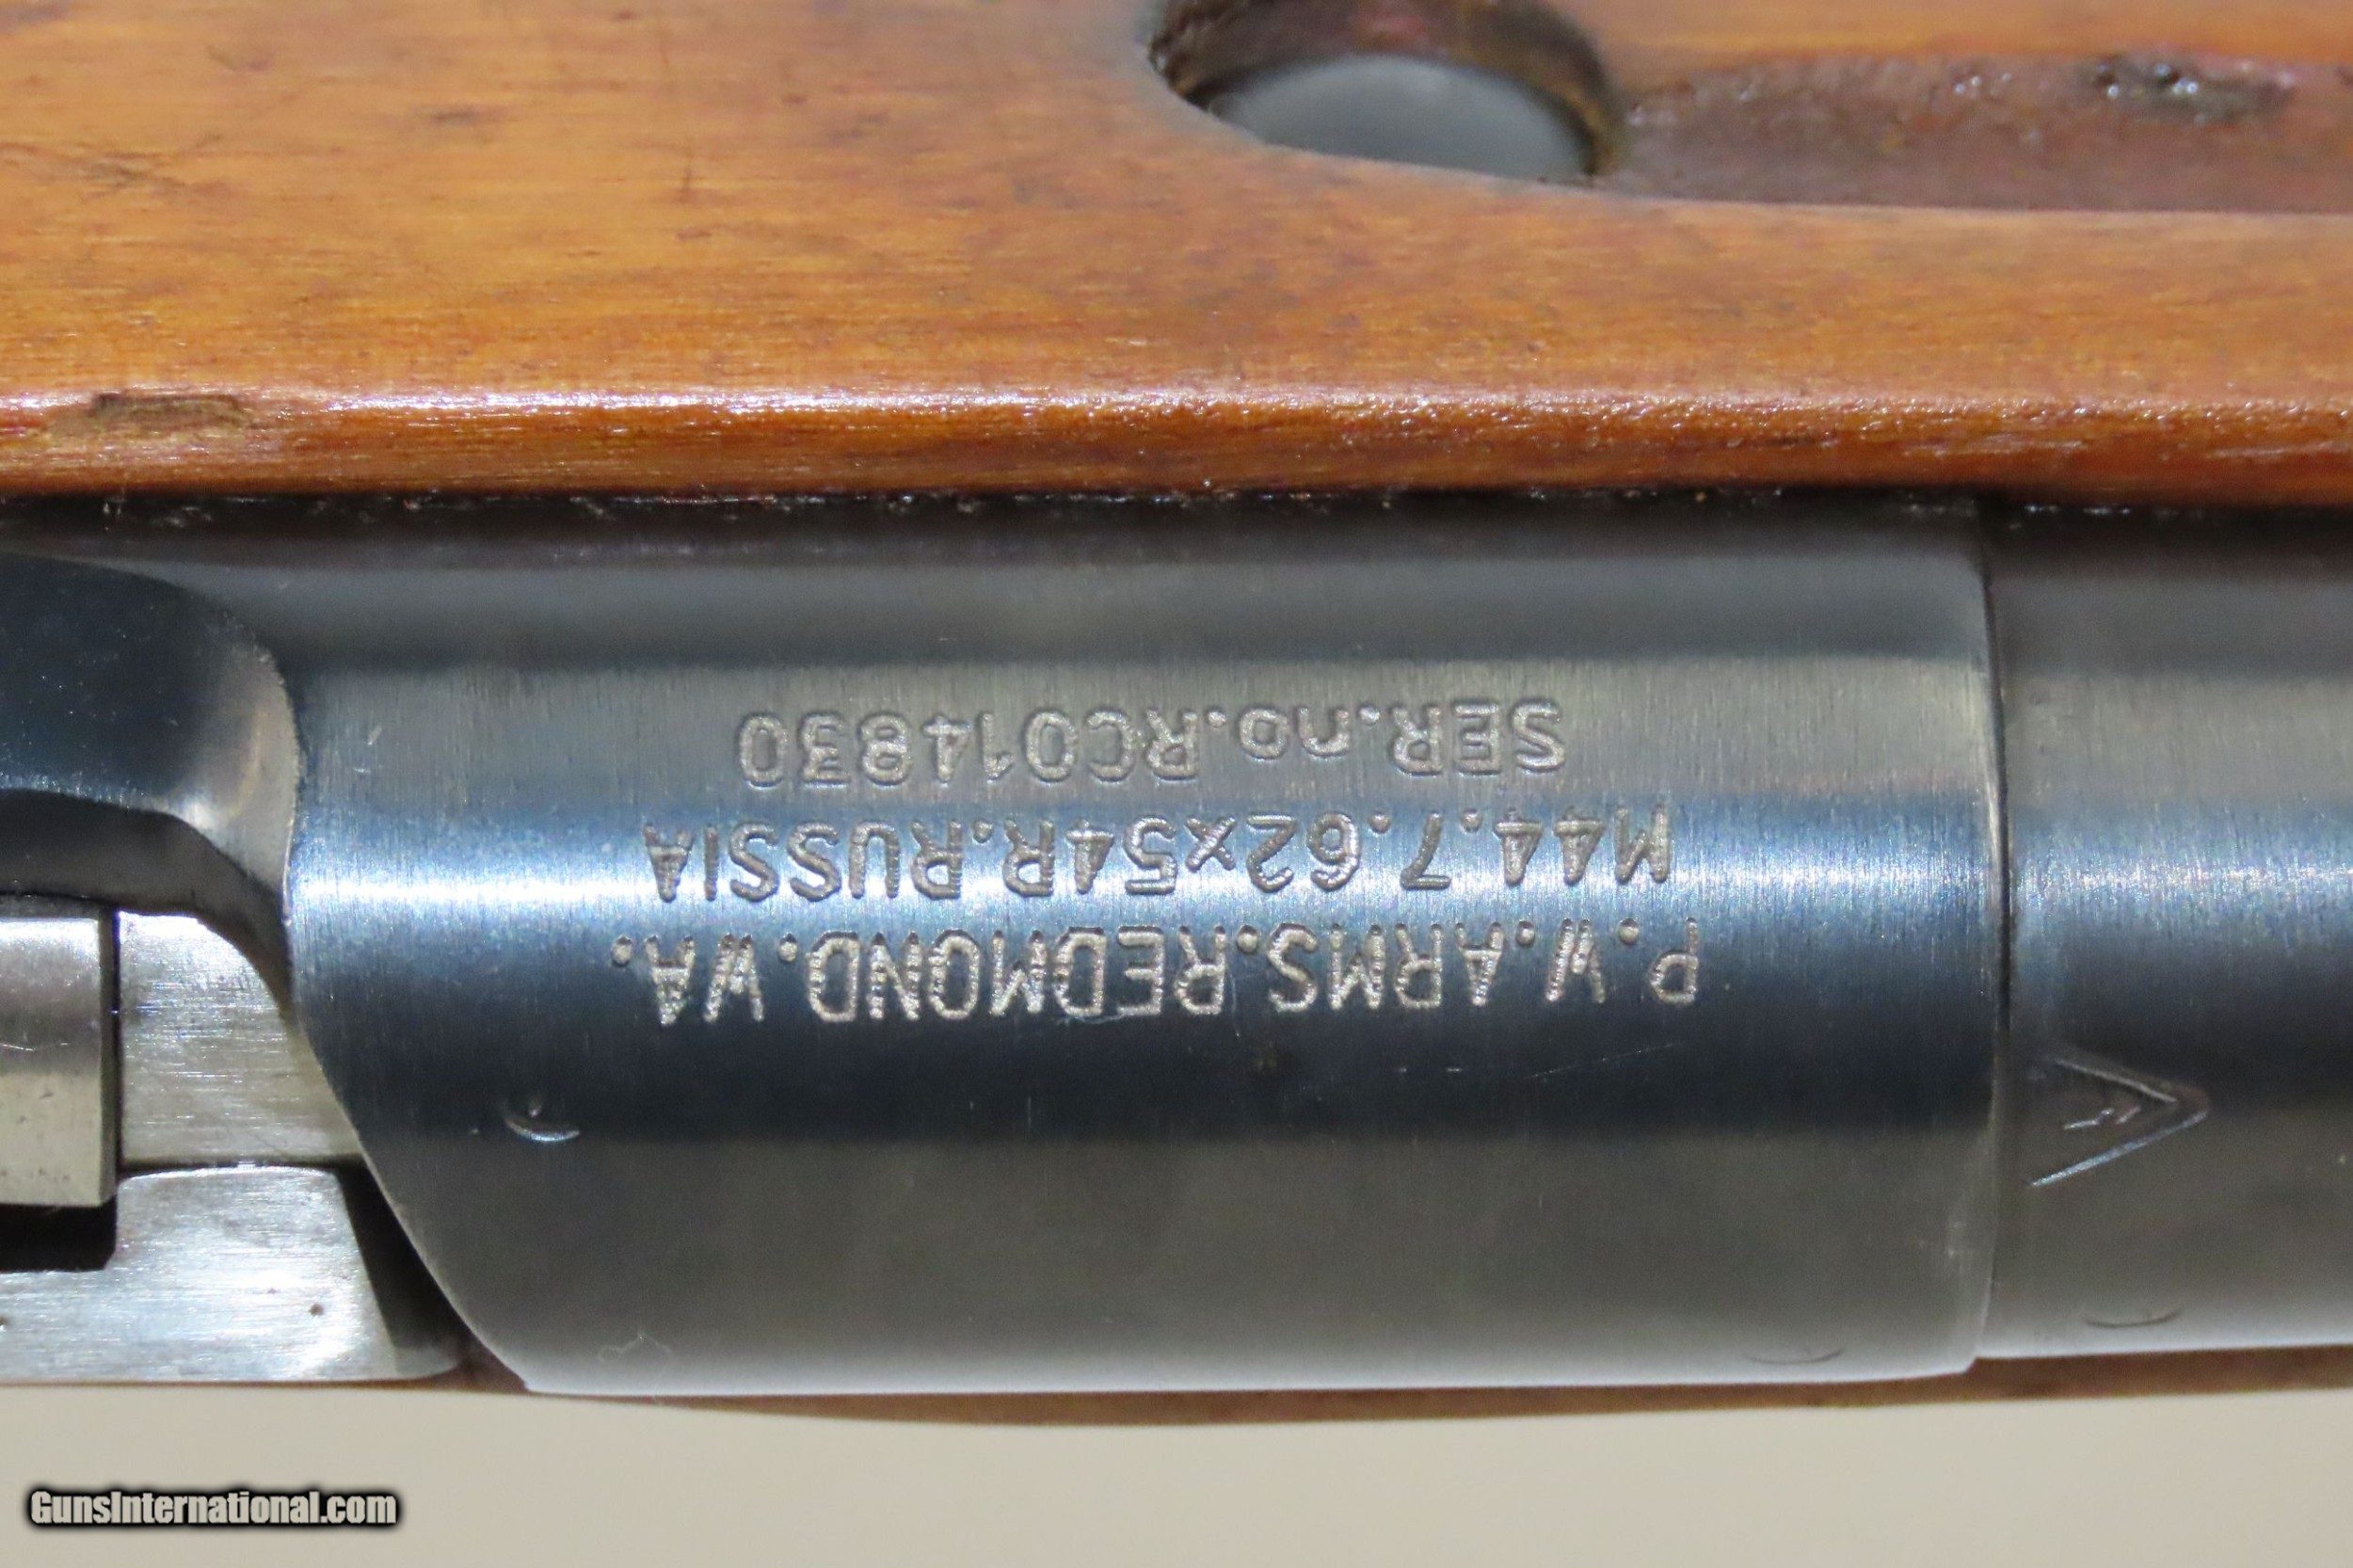 P.W.ARMS.REDMOND.WA.
M44.7.62x54R.RUSSIA
SER.no.RC014830
GunsInternational.com